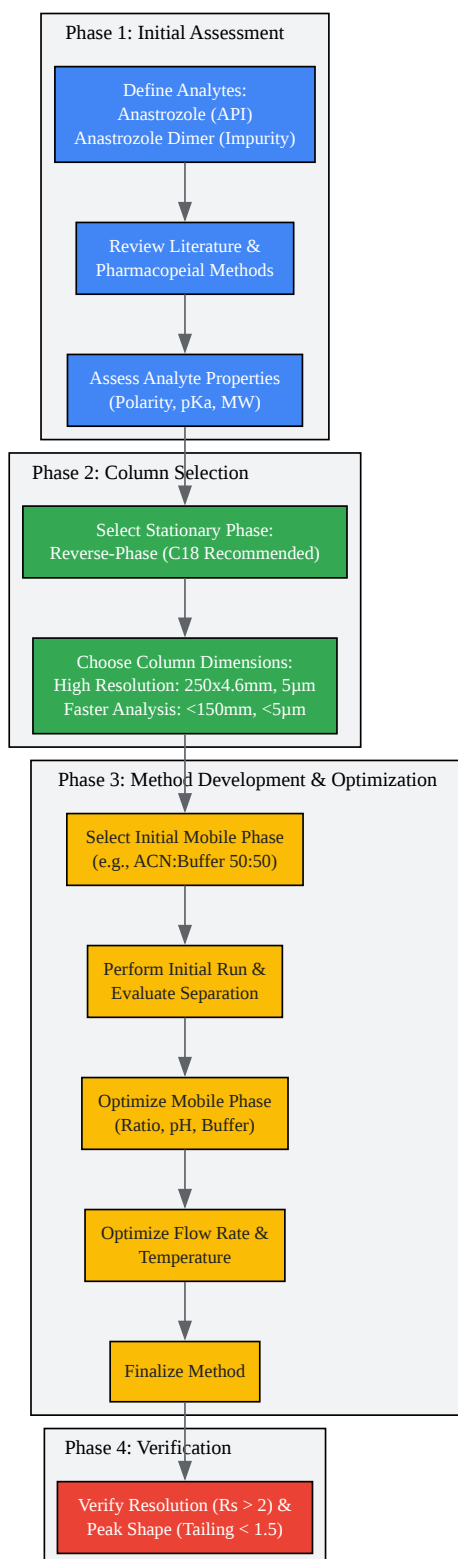 Phase 1: Initial Assessment
Define Analytes:
Anastrozole (API)
Anastrozole Dimer (Impurity)
Review Literature &
Pharmacopeial Methods
Assess Analyte Properties
(Polarity, pKa, MW)
Phase 2: Column Selection
Select Stationary Phase:
Reverse-Phase (C18 Recommended)
Choose Column Dimensions:
High Resolution: 250x4.6mm, 5µm
Faster Analysis: <150mm, <5µm
Phase 3: Method Development & Optimization
Select Initial Mobile Phase
(e.g., ACN:Buffer 50:50)
Perform Initial Run &
Evaluate Separation
Optimize Mobile Phase
(Ratio, pH, Buffer)
Optimize Flow Rate &
Temperature
Finalize Method
Phase 4: Verification
Verify Resolution (Rs > 2) &
Peak Shape (Tailing < 1.5)